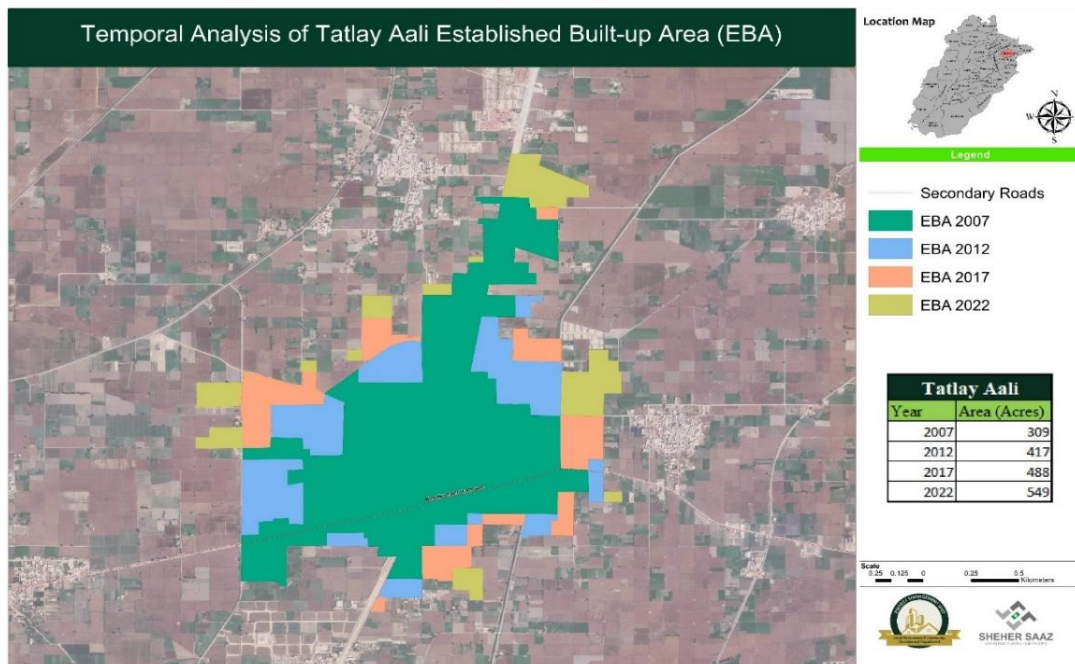 Temporal Analysis of Tatlay Aali Established Built-up Area (EBA)
Location Map
N
W
E
S
Legend
Secondary Roads
EBA 2007
EBA 2012
EBA 2017
EBA 2022
Tatlay Aali
Year Area (Acres)
2007 309
2012 417
2017 488
2022 549
Scale
0.25 0.125 0 0.25 0.5
Kilometers
SHEHER SAAZ